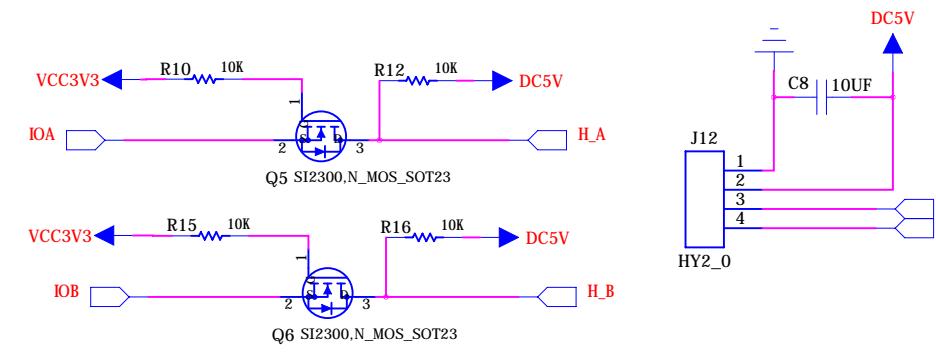 DC5V
R10 10K
R12 10K
VCC3V3
DC5V
C8 10UF
1
G
IOA
S D
H_A
2 3
J12
Q5 SI2300,N_MOS_SOT23
1
2
3
4
R15 10K
R16 10K
VCC3V3
DC5V
1
HY2_0
G
IOB
S D
H_B
2 3
Q6 SI2300,N_MOS_SOT23